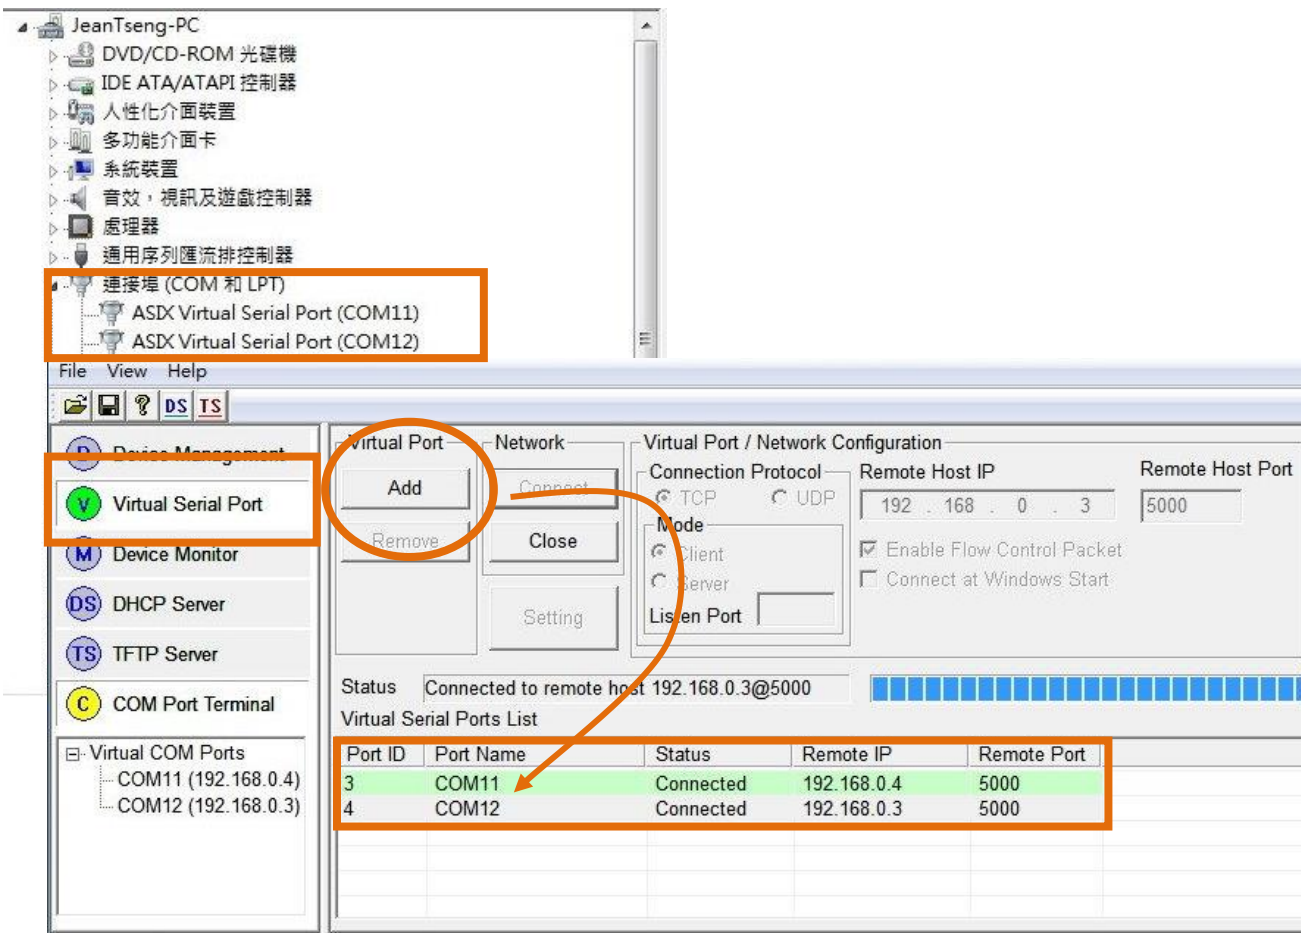 JeanTseng-PC
DVD/CD-ROM 光碟機
IDE ATA/ATAPI 控制器
人性化介面裝置
多功能介面卡
系統裝置
音效，視訊及遊戲控制器
處理器
通用序列匯流排控制器
連接埠 (COM 和 LPT)
ASIX Virtual Serial Port (COM11)
ASIX Virtual Serial Port (COM12)
File View Help
DS TS
D Device Management
V Virtual Serial Port
M Device Monitor
DS DHCP Server
TS TFTP Server
C COM Port Terminal
Virtual COM Ports
COM11 (192.168.0.4)
COM12 (192.168.0.3)
Virtual Port
Add
Remove
Network
Connect
Close
Setting
Virtual Port / Network Configuration
Connection Protocol
TCP UDP
Mode
Client
Server
Listen Port
Remote Host IP
192 . 168 . 0 . 3
Remote Host Port
5000
Enable Flow Control Packet
Connect at Windows Start
Status Connected to remote host 192.168.0.3@5000
Virtual Serial Ports List
Port ID Port Name Status Remote IP Remote Port
3 COM11 Connected 192.168.0.4 5000
4 COM12 Connected 192.168.0.3 5000